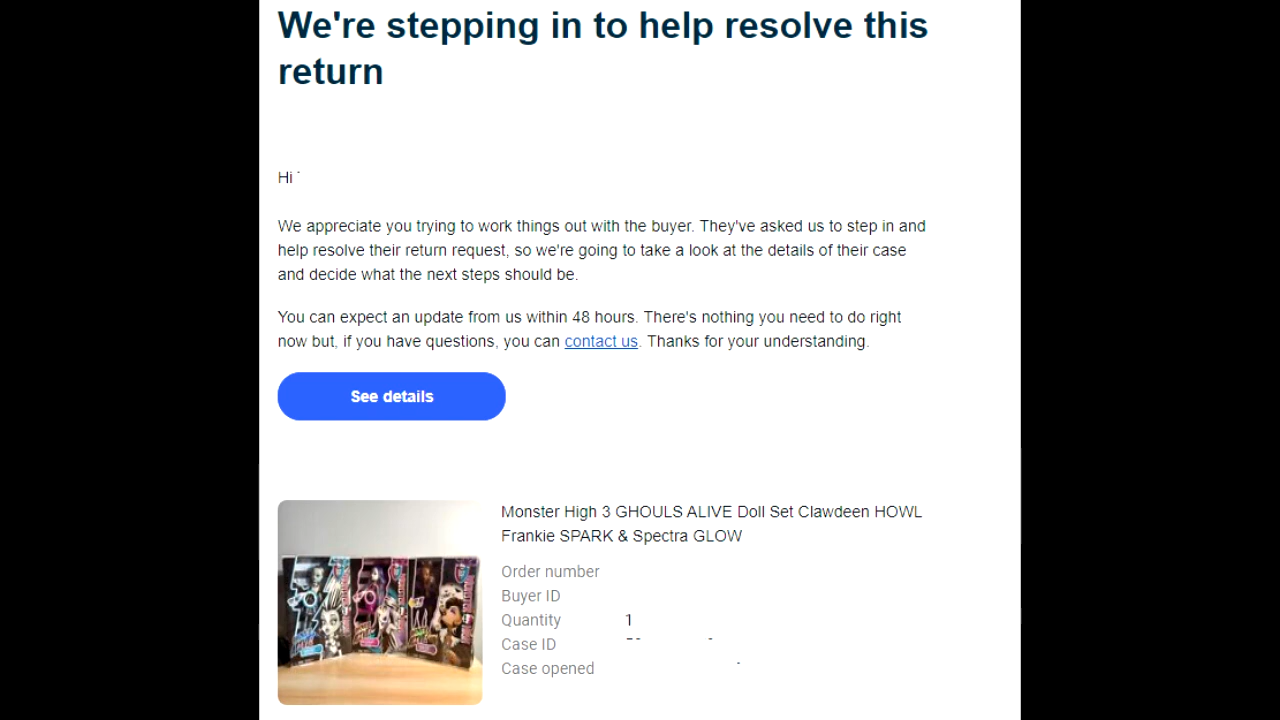 We're stepping in to help resolve this
return
Hi
We appreciate you trying to work things out with the buyer. They've asked us to step in and
help resolve their return request, so we're going to take a look at the details of their case
and decide what the next steps should be.
You can expect an update from us within 48 hours. There's nothing you need to do right
now but, if you have questions, you can contact us. Thanks for your understanding.
See details
Monster High 3 GHOULS ALIVE Doll Set Clawdeen HOWL
Frankie SPARK & Spectra GLOW
Order number
Buyer ID
Quantity 1
Case ID
Case opened